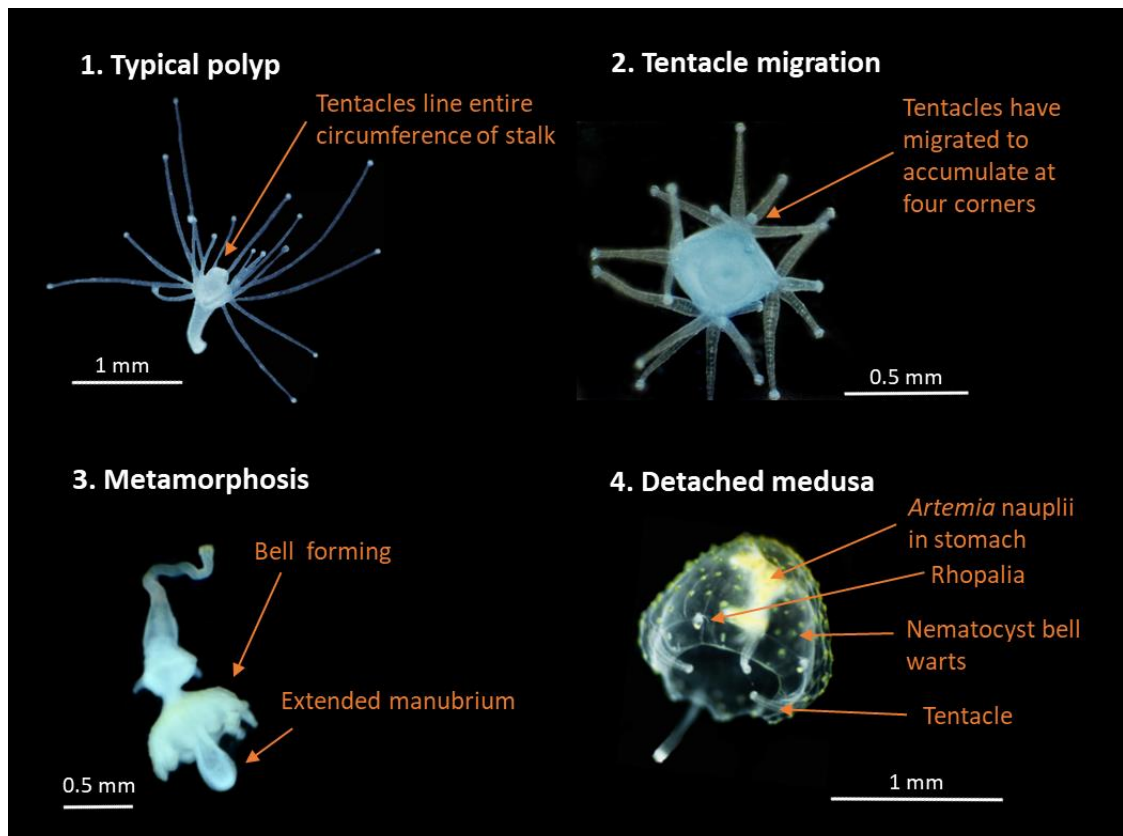 1. Typical polyp
Tentacles line entire
circumference of stalk
1 mm
2. Tentacle migration
Tentacles have
migrated to
accumulate at
four corners
0.5 mm
3. Metamorphosis
Bell forming
Extended manubrium
0.5 mm
4. Detached medusa
Artemia nauplii
in stomach
Rhopalia
Nematocyst bell
warts
Tentacle
1 mm